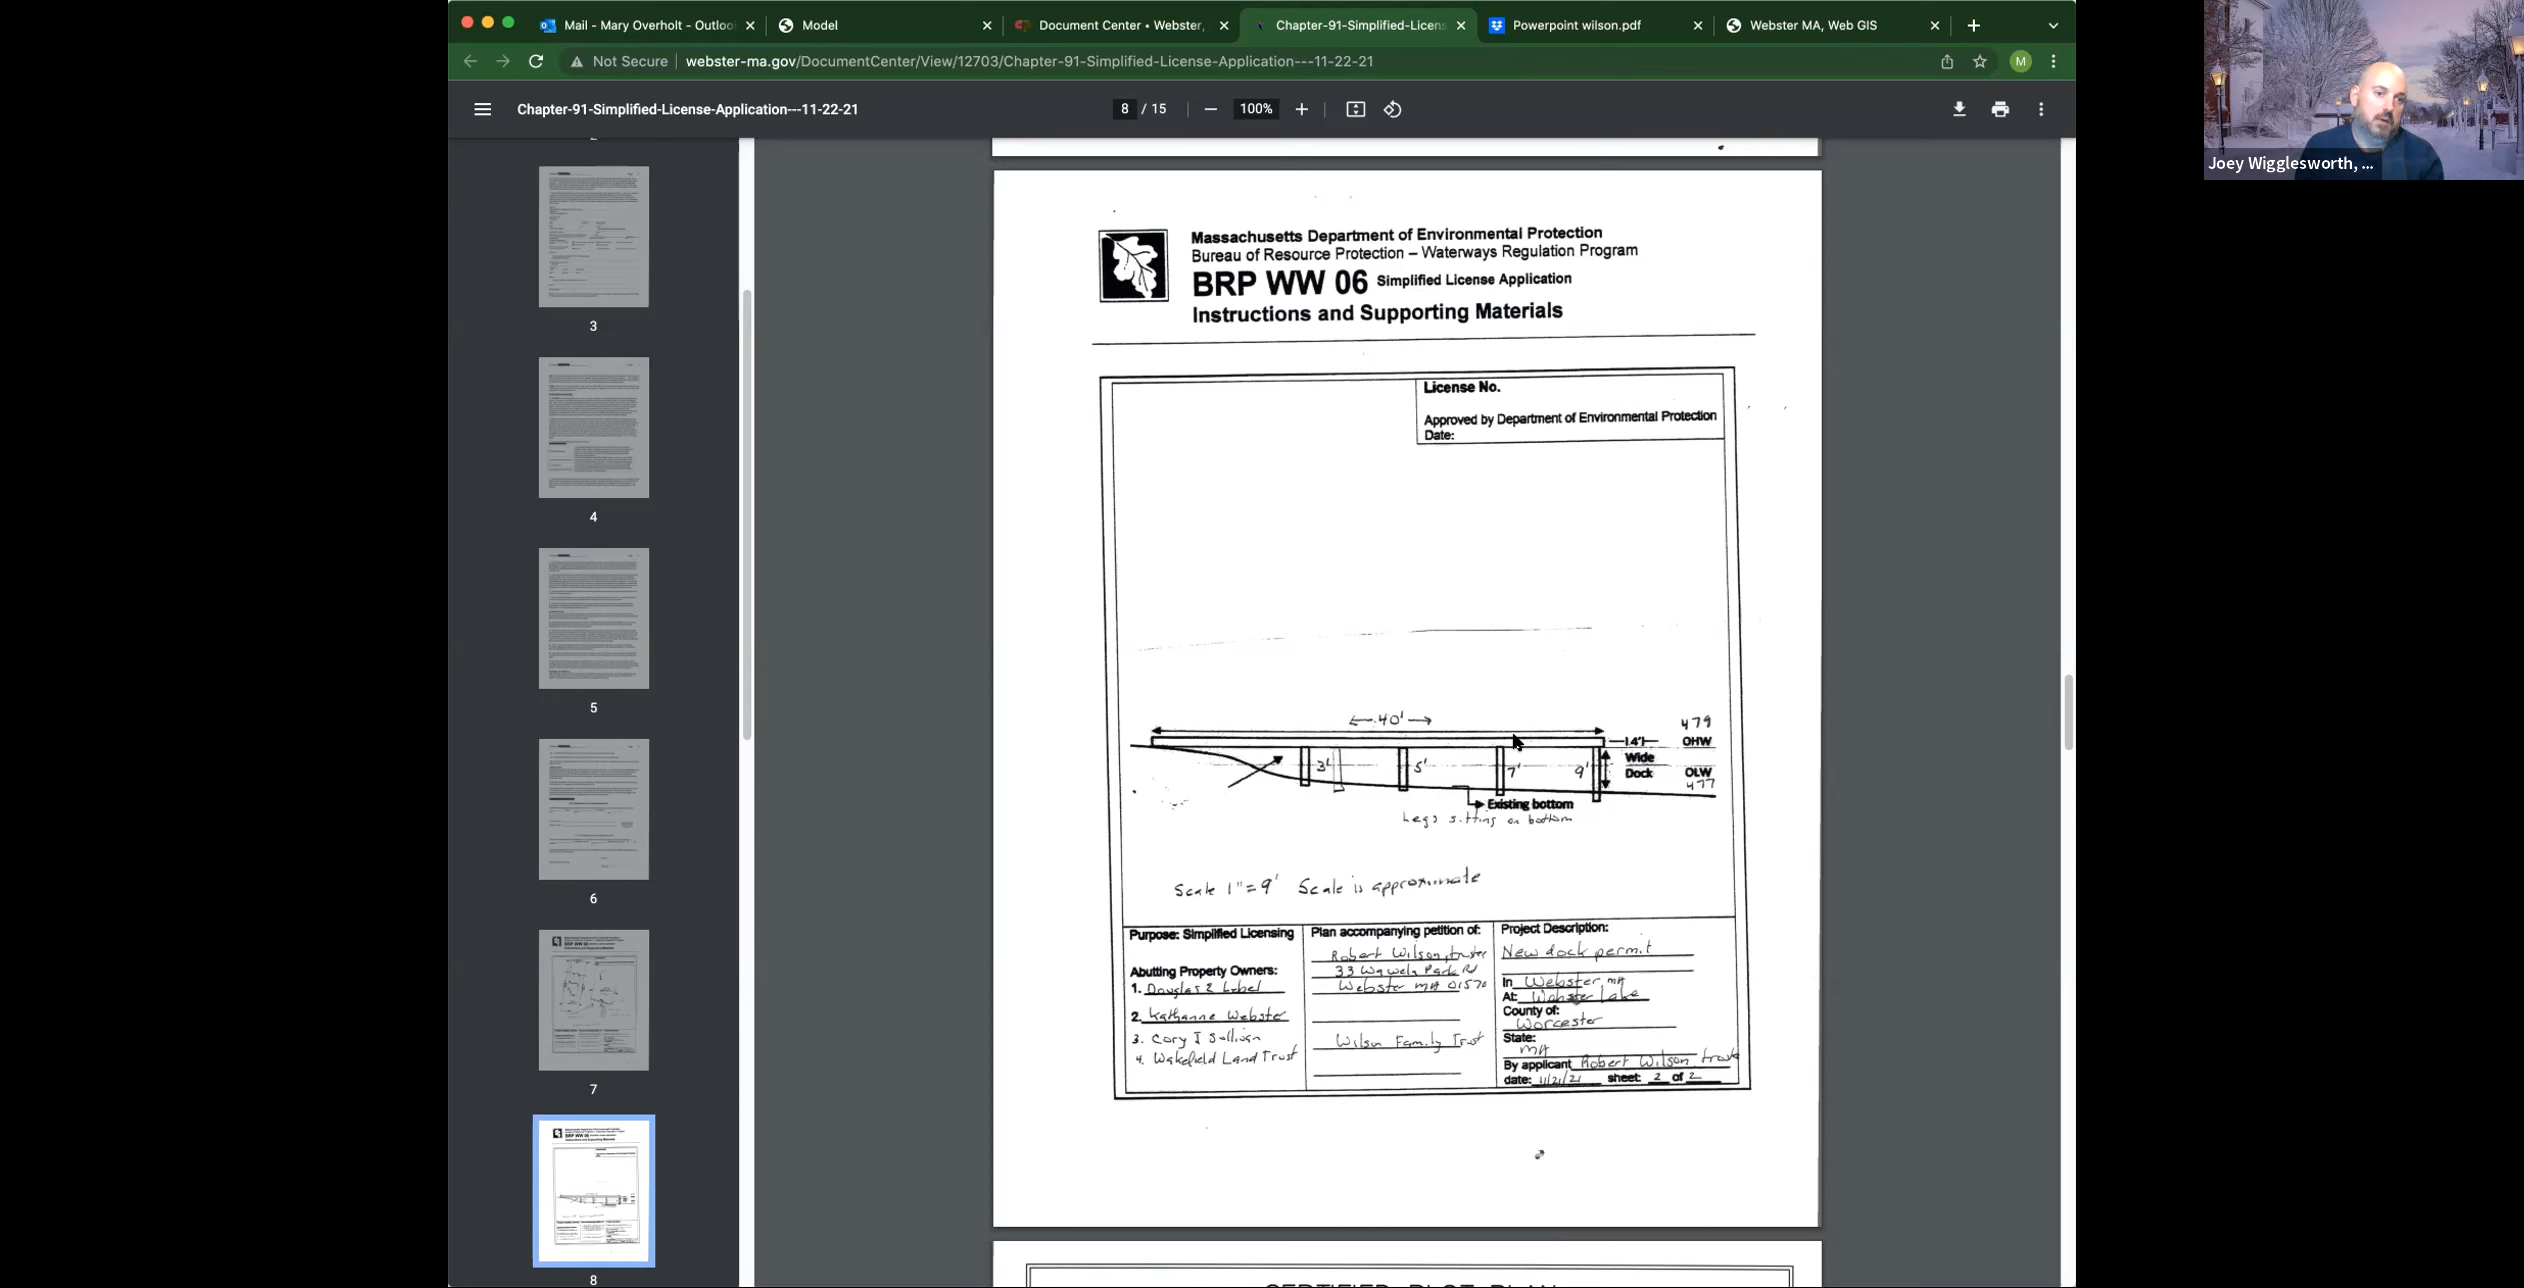 Mail - Mary Overholt - Outloo
Model
Document Center • Webster,
Chapter-91-Simplified-Licens
Powerpoint wilson.pdf
Webster MA, Web GIS
Not Secure
webster-ma.gov/DocumentCenter/View/12703/Chapter-91-Simplified-License-Application---11-22-21
M
Chapter-91-Simplified-License-Application---11-22-21
8 / 15
100%
Joey Wigglesworth, ...
3
4
5
6
7
8
Massachusetts Department of Environmental Protection
Bureau of Resource Protection – Waterways Regulation Program
BRP WW 06 Simplified License Application
Instructions and Supporting Materials
License No.
Approved by Department of Environmental Protection
Date:
40'
479
14'
OHW
Wide
Dock
OLW
477
3'
5'
7'
9'
Existing bottom
Legs sitting on bottom
Scale 1"=9' Scale is approximate
Purpose: Simplified Licensing
Abutting Property Owners:
1. Douglas
2. Katharine Webster
3. Cory J Sullivan
4. Wakefield Land Trust
Plan accompanying petition of:
Robert Wilson, trustee
33 Wawela Park Rd
Webster MA 01570
Wilson Family Trust
Project Description:
New dock permit
In Webster MA
At: Webster lake
County of:
Worcester
State:
MA
By applicant Robert Wilson
date: 11/21/21 sheet: 2 of 2
CERTIFIED PLOT PLAN